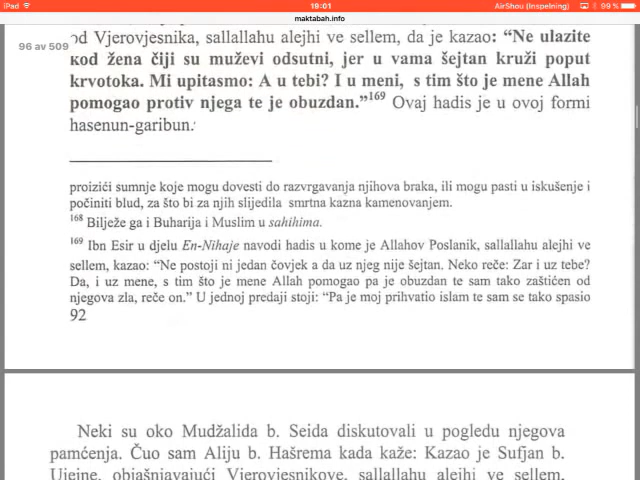 iPad
19:01
AirShou (Inspelning)
99 %
maktabah.info
96 av 509
od Vjerovjesnika, sallallahu alejhi ve sellem, da je kazao: “Ne ulazite
kod žena čiji su muževi odsutni, jer u vama šejtan kruži poput
krvotoka. Mi upitasmo: A u tebi? I u meni, s tim što je mene Allah
pomogao protiv njega te je obuzdan.”169 Ovaj hadis je u ovoj formi
hasenun-garibun.
proizići sumnje koje mogu dovesti do razvrgavanja njihova braka, ili mogu pasti u iskušenje i
počiniti blud, za što bi za njih slijedila smrtna kazna kamenovanjem.
168 Bilježe ga i Buharija i Muslim u sahihima.
169 Ibn Esir u djelu En-Nihaje navodi hadis u kome je Allahov Poslanik, sallallahu alejhi ve
sellem, kazao: “Ne postoji ni jedan čovjek a da uz njeg nije šejtan. Neko reče: Zar i uz tebe?
Da, i uz mene, s tim što je mene Allah pomogao pa je obuzdan te sam tako zaštićen od
njegova zla, reče on.” U jednoj predaji stoji: “Pa je moj prihvatio islam te sam se tako spasio
92
Neki su oko Mudžalida b. Seida diskutovali u pogledu njegova
pamćenja. Čuo sam Aliju b. Hašrema kada kaže: Kazao je Sufjan b.
Ujejne, objašnjavajući Vjerovjesnikove, sallallahu alejhi ve sellem,